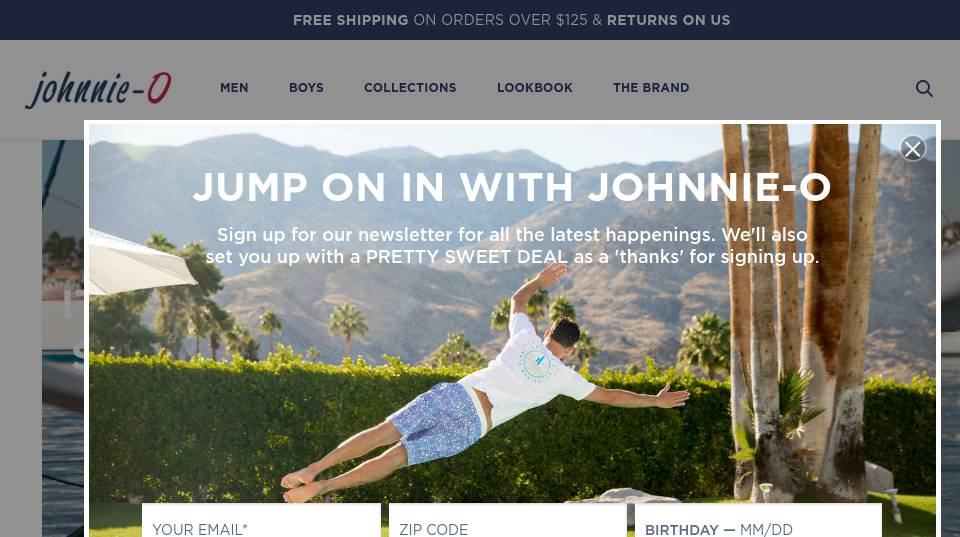 FREE SHIPPING ON ORDERS OVER $125 & RETURNS ON US
johnnie-O
MEN BOYS COLLECTIONS LOOKBOOK THE BRAND
JUMP ON IN WITH JOHNNIE-O
Sign up for our newsletter for all the latest happenings. We'll also
set you up with a PRETTY SWEET DEAL as a 'thanks' for signing up.
YOUR EMAIL* ZIP CODE BIRTHDAY — MM/DD